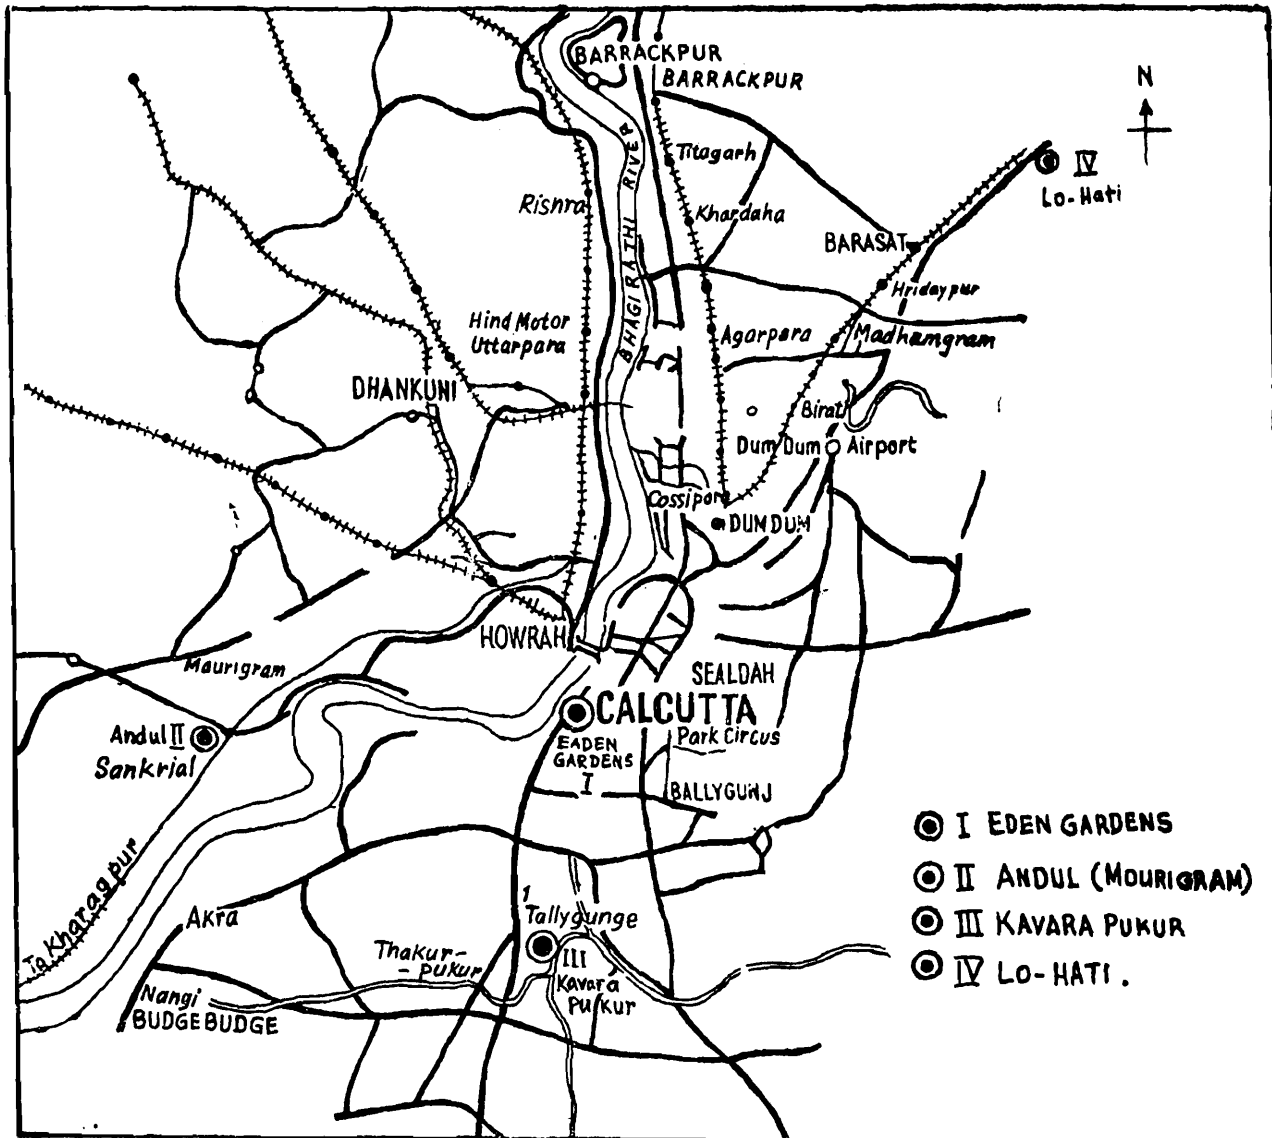 BARRACKPUR
BARRACKPUR
N
Titagarh
IV
Lo-Hati
Rishra
Khardaha
BHAGIRATHI RIVER
BARASAT
Hridaypur
Hind Motor
Uttarpara
Agarpara
Madhamgram
DHANKUNI
Birati
Dum Dum Airport
Cossipore
DUMDUM
HOWRAH
Maurigram
SEALDAH
CALCUTTA
Andul II
Sankrial
EADEN
GARDENS
I
Park Circus
BALLYGUNJ
I EDEN GARDENS
II ANDUL (MOURIGRAM)
III KAVARA PUKUR
IV LO-HATI.
To Kharagpur
Akra
1
Tallygunge
Thakur-
-pukur
III
Kavara
Pukur
Nangi
BUDGEBUDGE